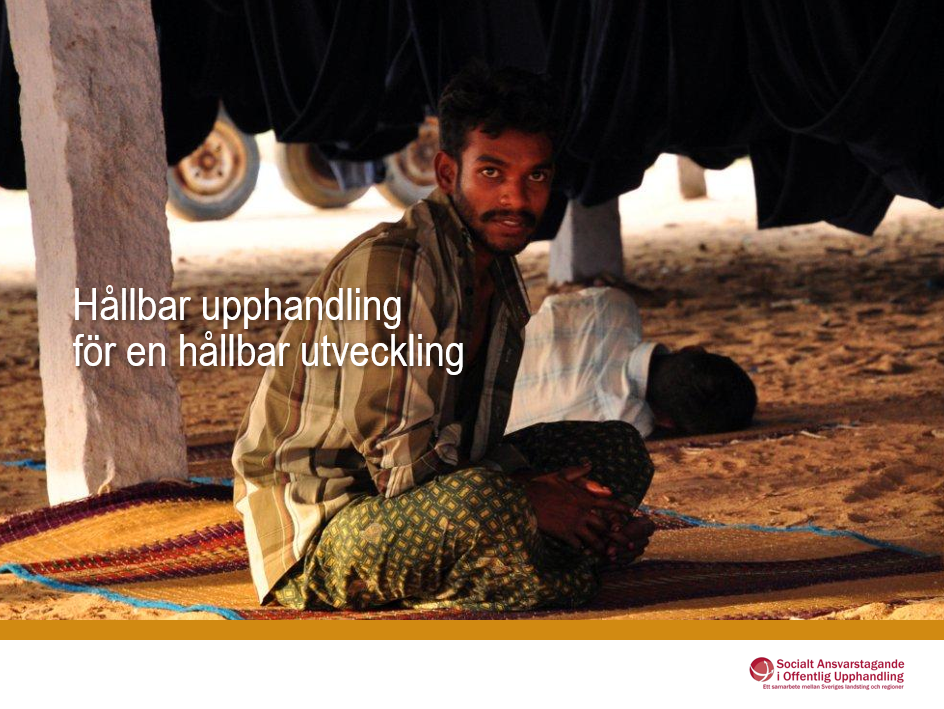 Hållbar upphandling
för en hållbar utveckling
Socialt Ansvarstagande
i Offentlig Upphandling
Ett samarbete mellan Sveriges landsting och regioner